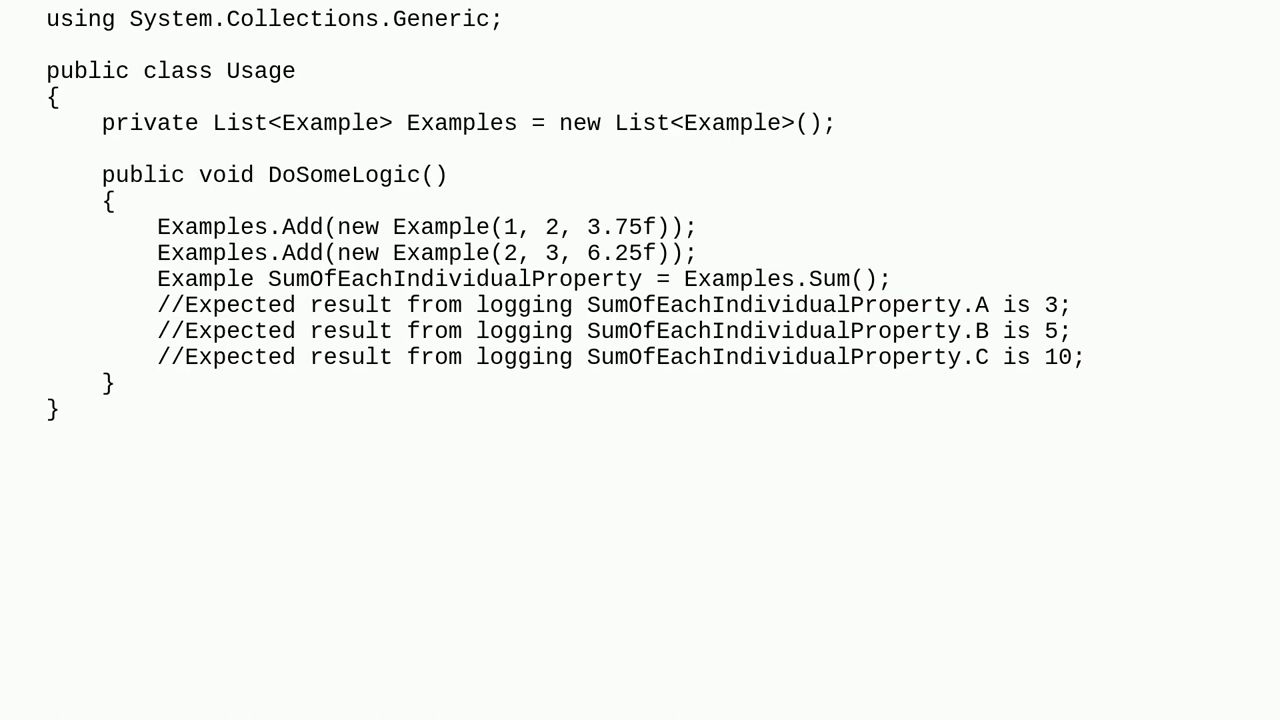 using System.Collections.Generic;
public class Usage
{
    private List<Example> Examples = new List<Example>();
    public void DoSomeLogic()
    {
        Examples.Add(new Example(1, 2, 3.75f));
        Examples.Add(new Example(2, 3, 6.25f));
        Example SumOfEachIndividualProperty = Examples.Sum();
        //Expected result from logging SumOfEachIndividualProperty.A is 3;
        //Expected result from logging SumOfEachIndividualProperty.B is 5;
        //Expected result from logging SumOfEachIndividualProperty.C is 10;
    }
}